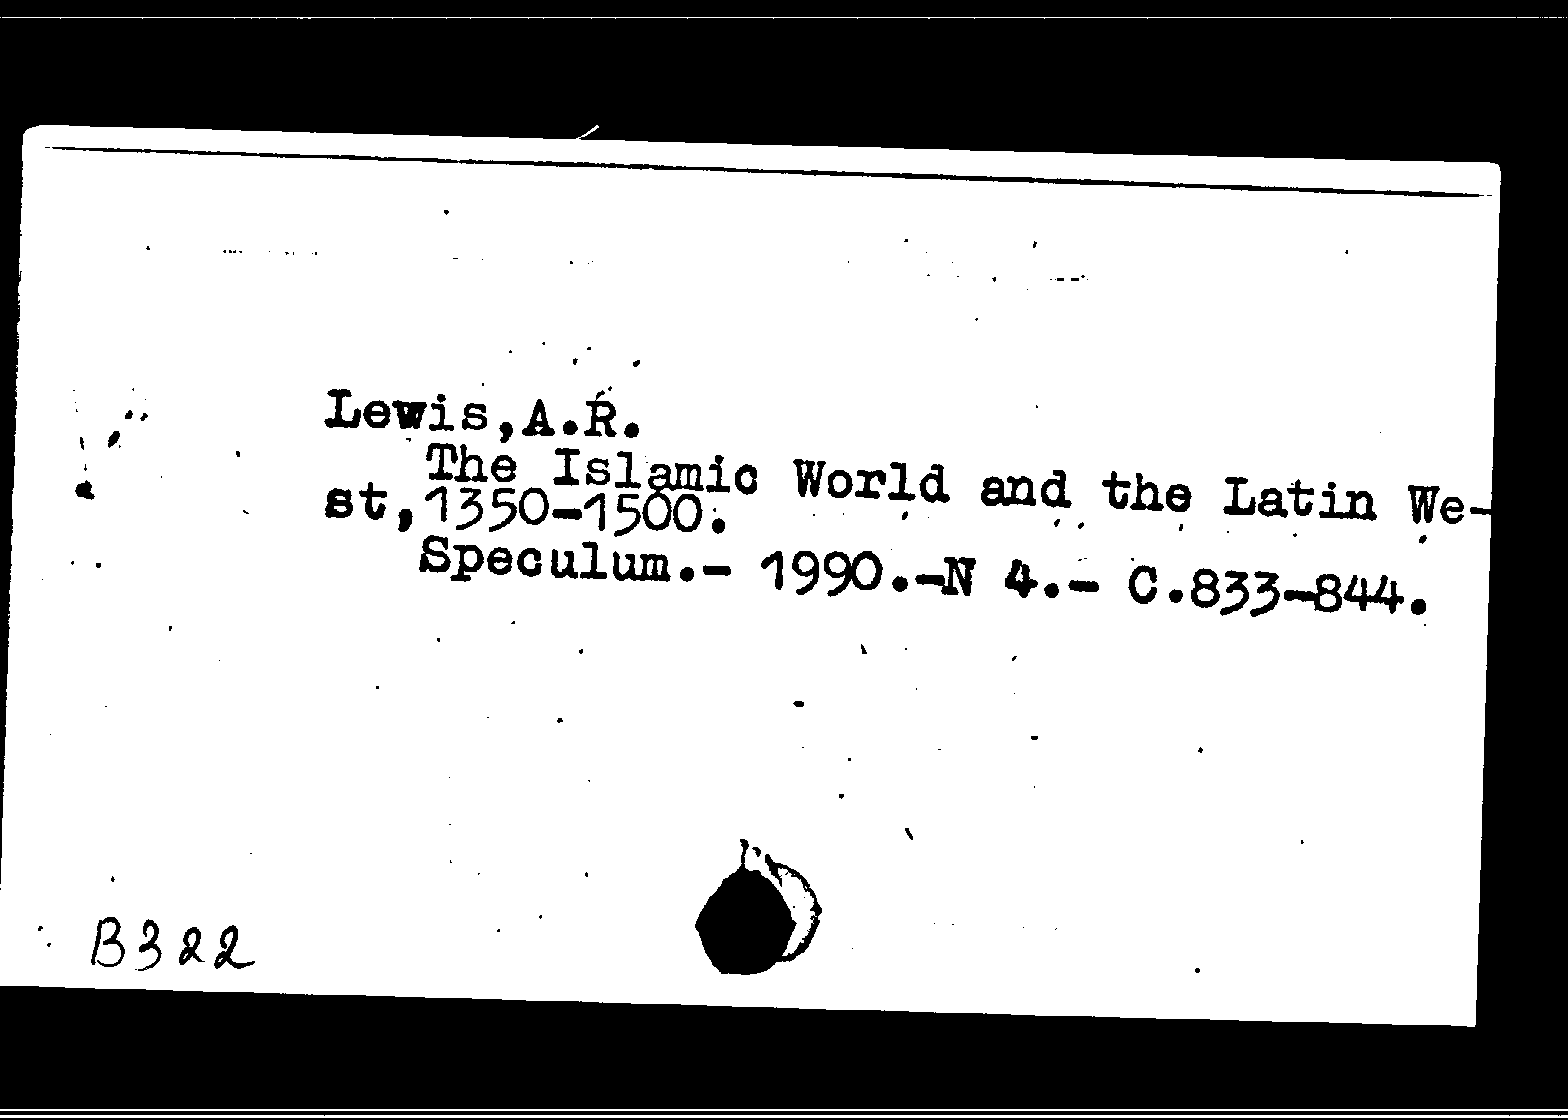 Lewis,A.R.
The Islamic World and the Latin We-
st,1350-1500.
Speculum.- 1990.-N 4.- C.833-844.
B322